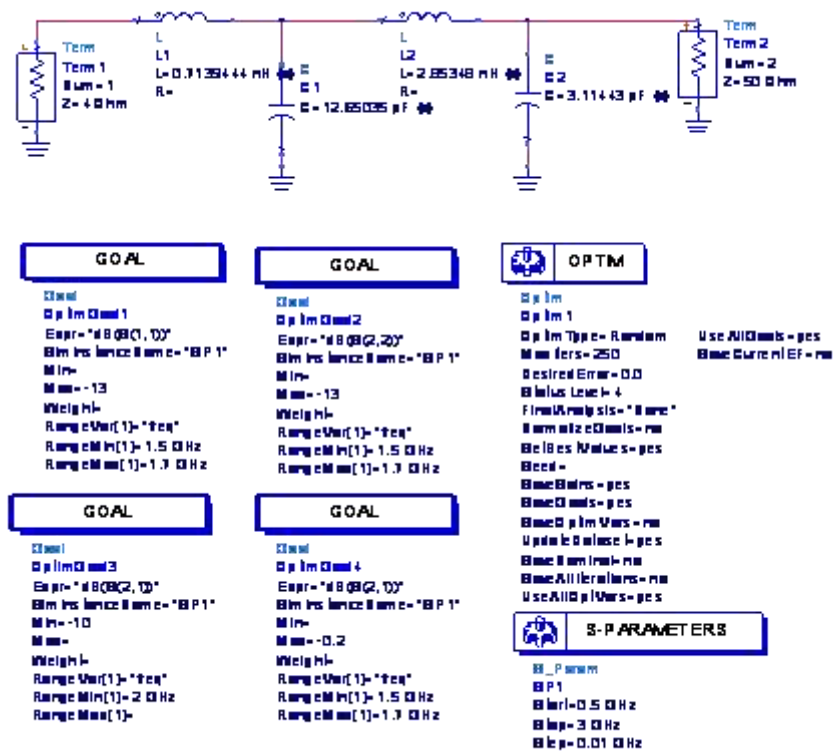 Term
Term 1
Num=1
Z=4 Ohm
L
L1
L=0.7139444 nH
R=
C
C1
C=12.65035 pF
L
L2
L=2.85348 nH
R=
C
C2
C=3.11443 pF
Term
Term 2
Num=2
Z=50 Ohm
GOAL
Goal
OptimGoal1
Expr="dB(S(1,1))"
SimInstanceName="SP1"
Min=
Max=-13
Weight=
RangeVar[1]="freq"
RangeMin[1]=1.5 GHz
RangeMax[1]=1.7 GHz
GOAL
Goal
OptimGoal2
Expr="dB(S(2,2))"
SimInstanceName="SP1"
Min=
Max=-13
Weight=
RangeVar[1]="freq"
RangeMin[1]=1.5 GHz
RangeMax[1]=1.7 GHz
OPTIM
Optim
Optim1
OptimType=Random
MaxIters=250
DesiredError=0.0
StatusLevel=4
FinalAnalysis="None"
NormalizeGoals=no
SetBestValues=yes
Seed=
SaveSolns=yes
SaveGoals=yes
SaveOptimVars=no
UpdateDataset=yes
SaveNominal=no
SaveAllIterations=no
UseAllOptVars=yes
UseAllGoals=yes
SaveCurrentEF=no
GOAL
Goal
OptimGoal3
Expr="dB(S(2,1))"
SimInstanceName="SP1"
Min=-10
Max=
Weight=
RangeVar[1]="freq"
RangeMin[1]=2 GHz
RangeMax[1]=
GOAL
Goal
OptimGoal4
Expr="dB(S(2,1))"
SimInstanceName="SP1"
Min=
Max=-0.2
Weight=
RangeVar[1]="freq"
RangeMin[1]=1.5 GHz
RangeMax[1]=1.7 GHz
S-PARAMETERS
S_Param
SP1
Start=0.5 GHz
Stop=3 GHz
Step=0.01 GHz